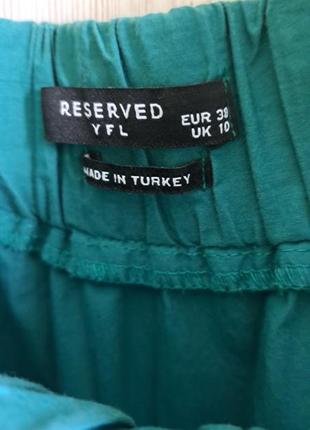 RESERVED
YFL
EUR 38
UK 10
MADE IN TURKEY